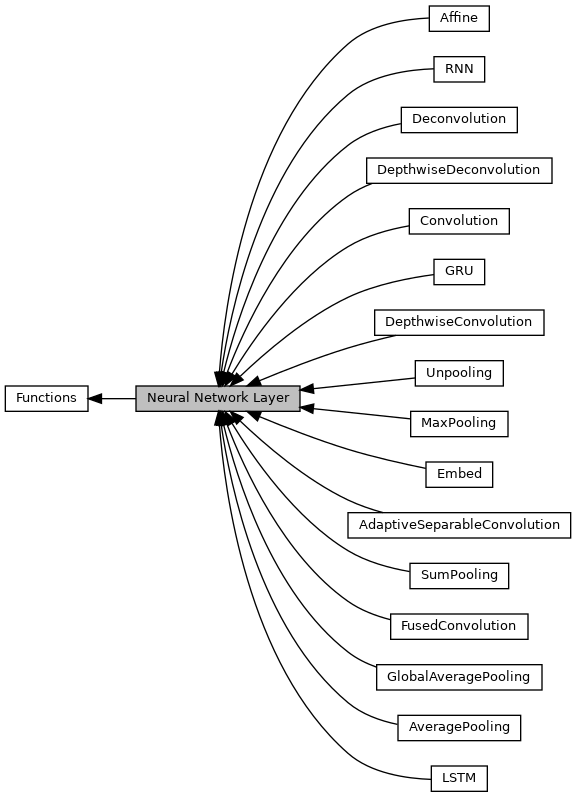 Affine
RNN
Deconvolution
DepthwiseDeconvolution
Convolution
GRU
DepthwiseConvolution
Unpooling
Functions
Neural Network Layer
MaxPooling
Embed
AdaptiveSeparableConvolution
SumPooling
FusedConvolution
GlobalAveragePooling
AveragePooling
LSTM